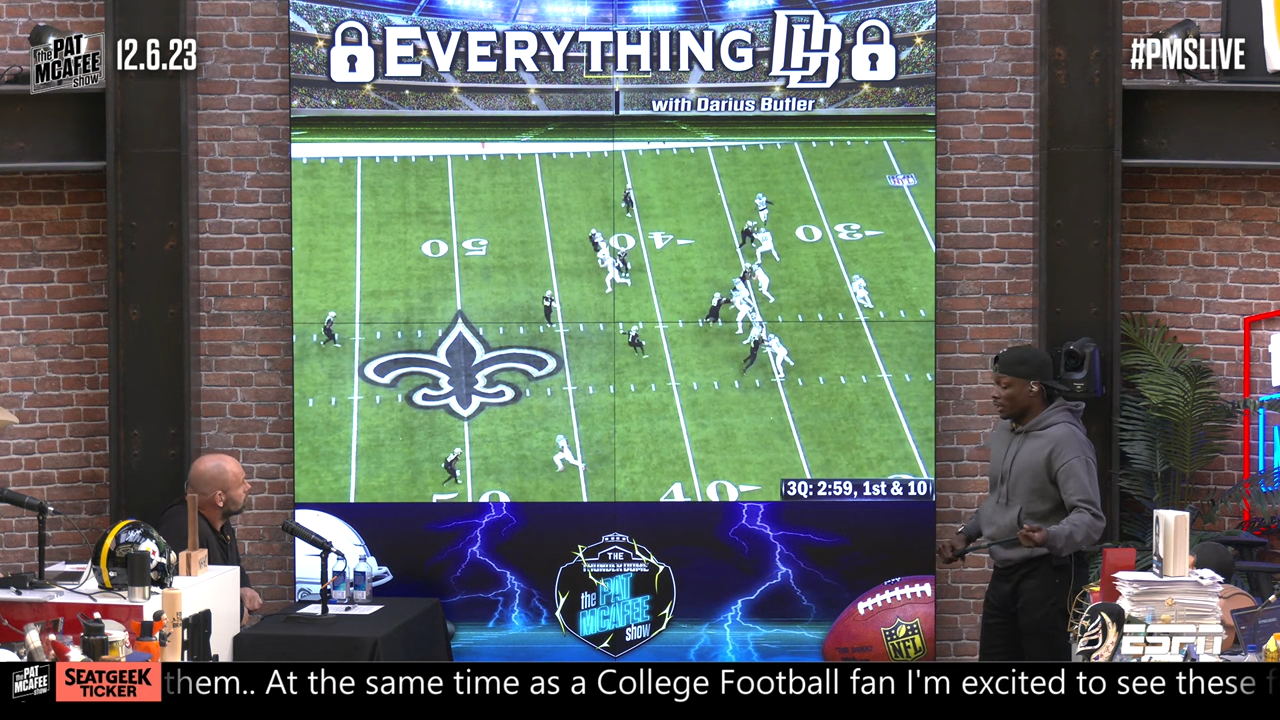 the PAT MCAFEE show
12.6.23
EVERYTHING DB
with Darius Butler
#PMSLIVE
NFL
50
40
30
50
40
3Q: 2:59, 1st & 10
THE
THUNDERDOME
the PAT
MCAFEE
show
NFL
ESPN
the PAT MCAFEE show
SEATGEEK
TICKER
them.. At the same time as a College Football fan I'm excited to see these